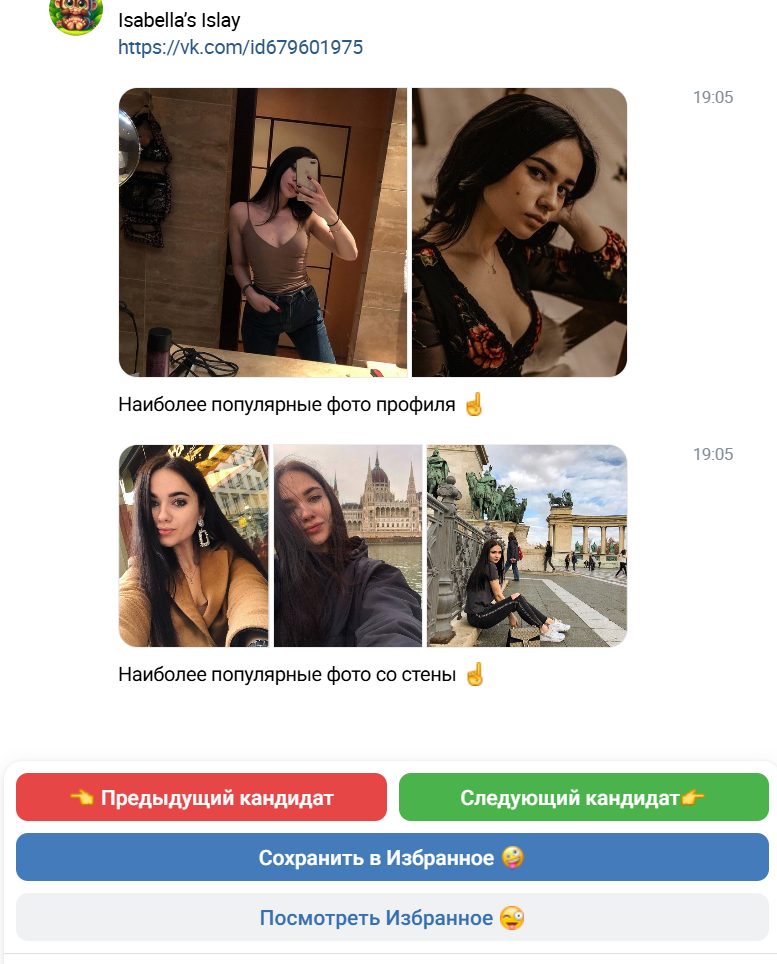 Isabella’s Islay
https://vk.com/id679601975
19:05
Наиболее популярные фото профиля ☝
19:05
Наиболее популярные фото со стены ☝
👈 Предыдущий кандидат
Следующий кандидат👉
Сохранить в Избранное 🤪
Посмотреть Избранное 😜